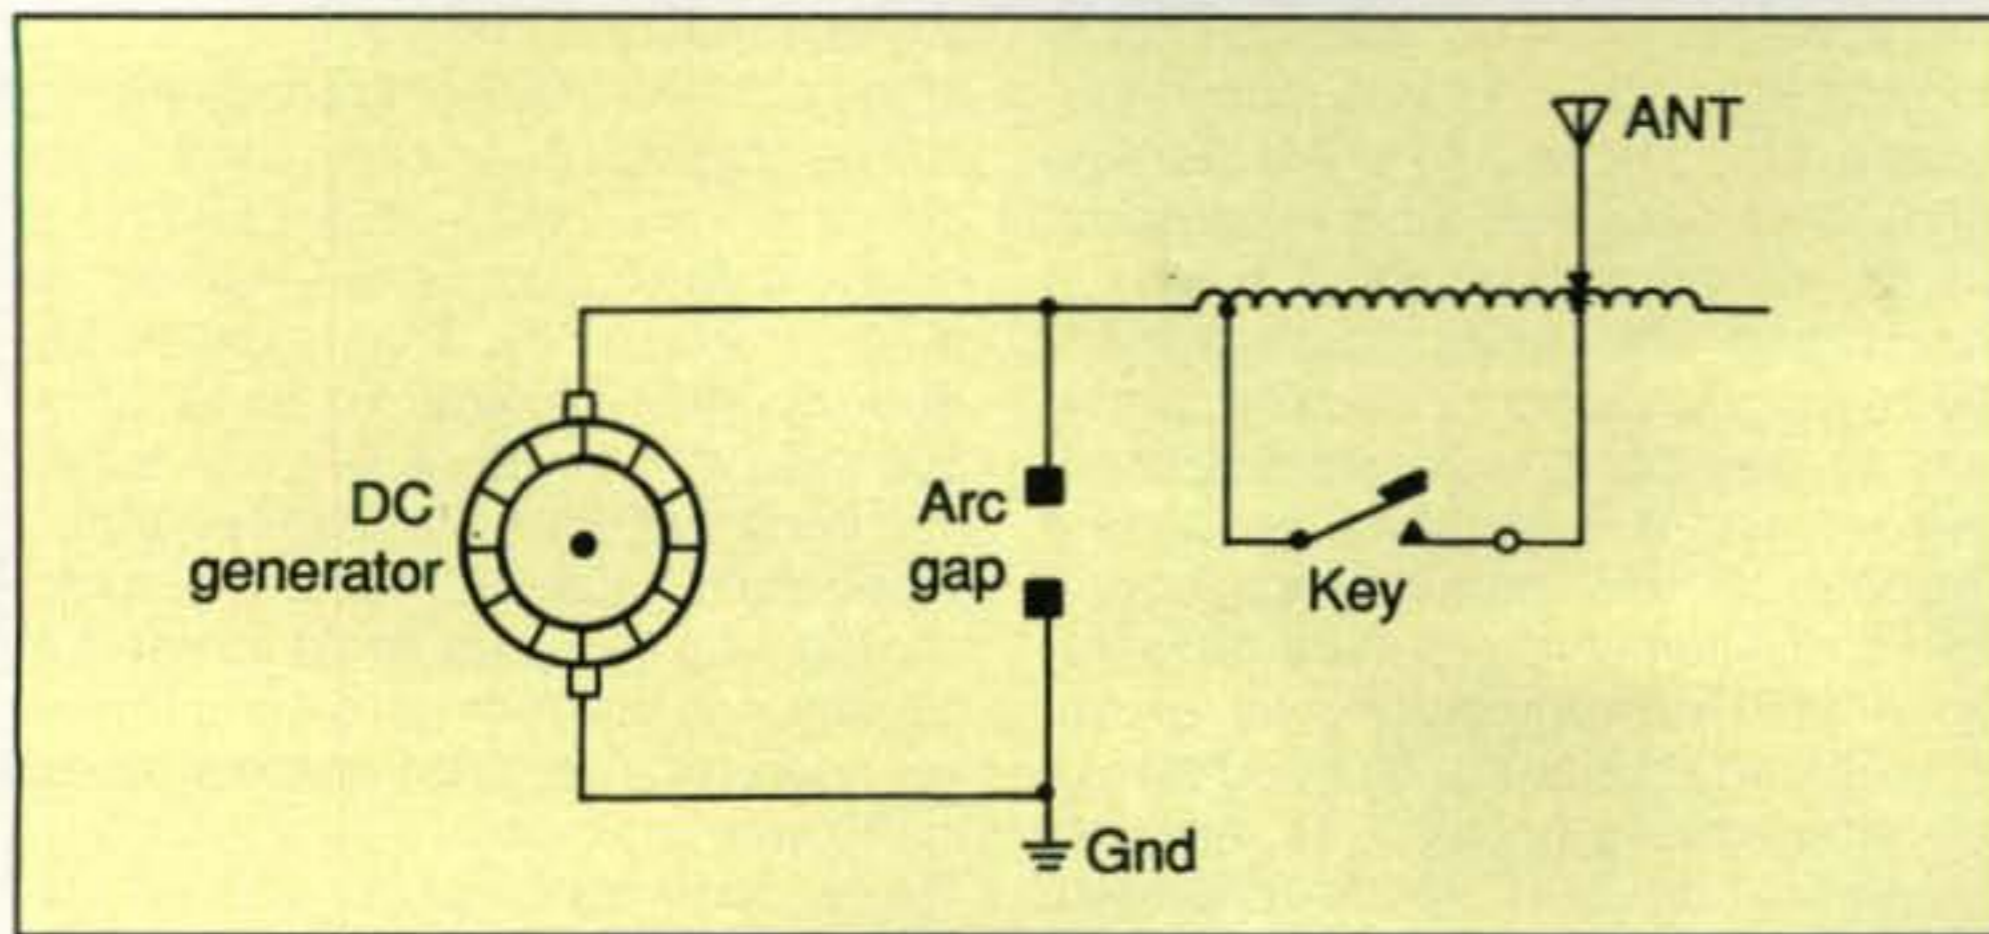 ANT
DC
generator
Arc
gap
Key
Gnd